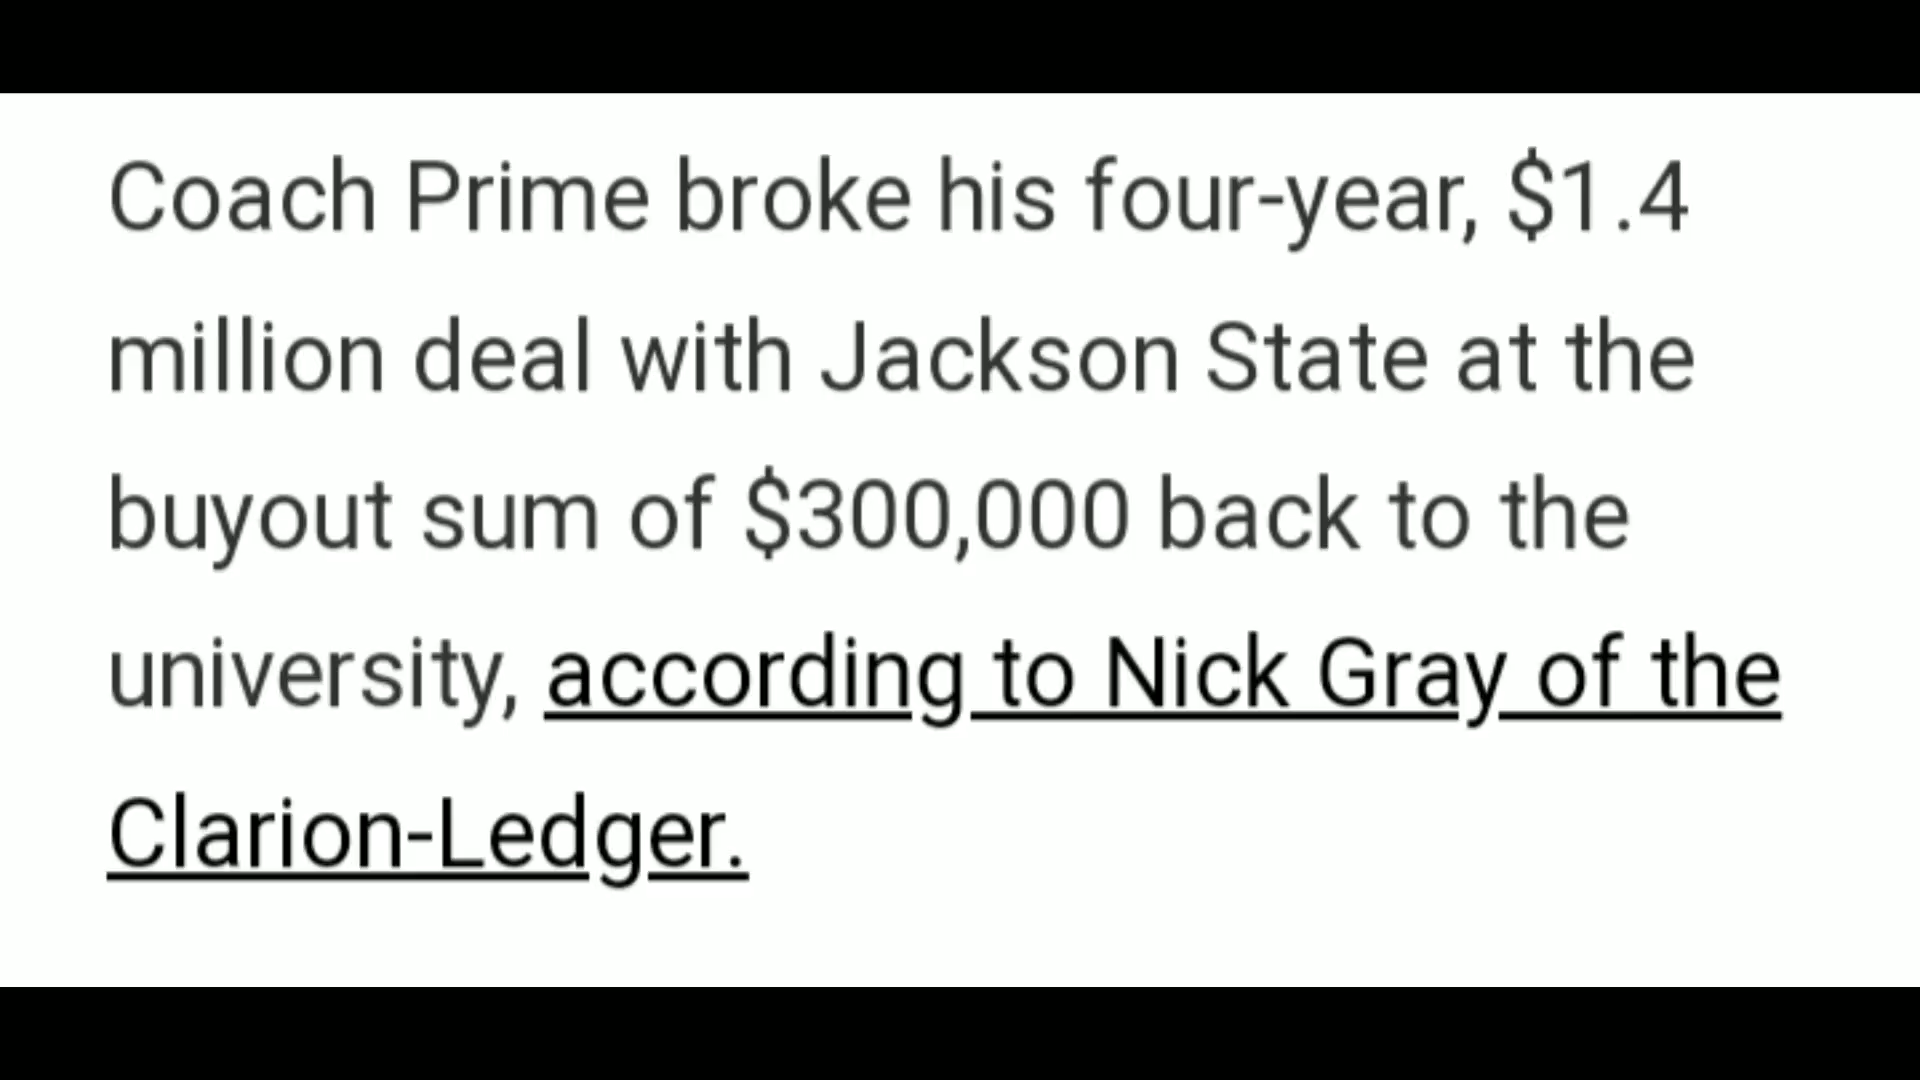 Coach Prime broke his four-year, $1.4
million deal with Jackson State at the
buyout sum of $300,000 back to the
university, according to Nick Gray of the
Clarion-Ledger.